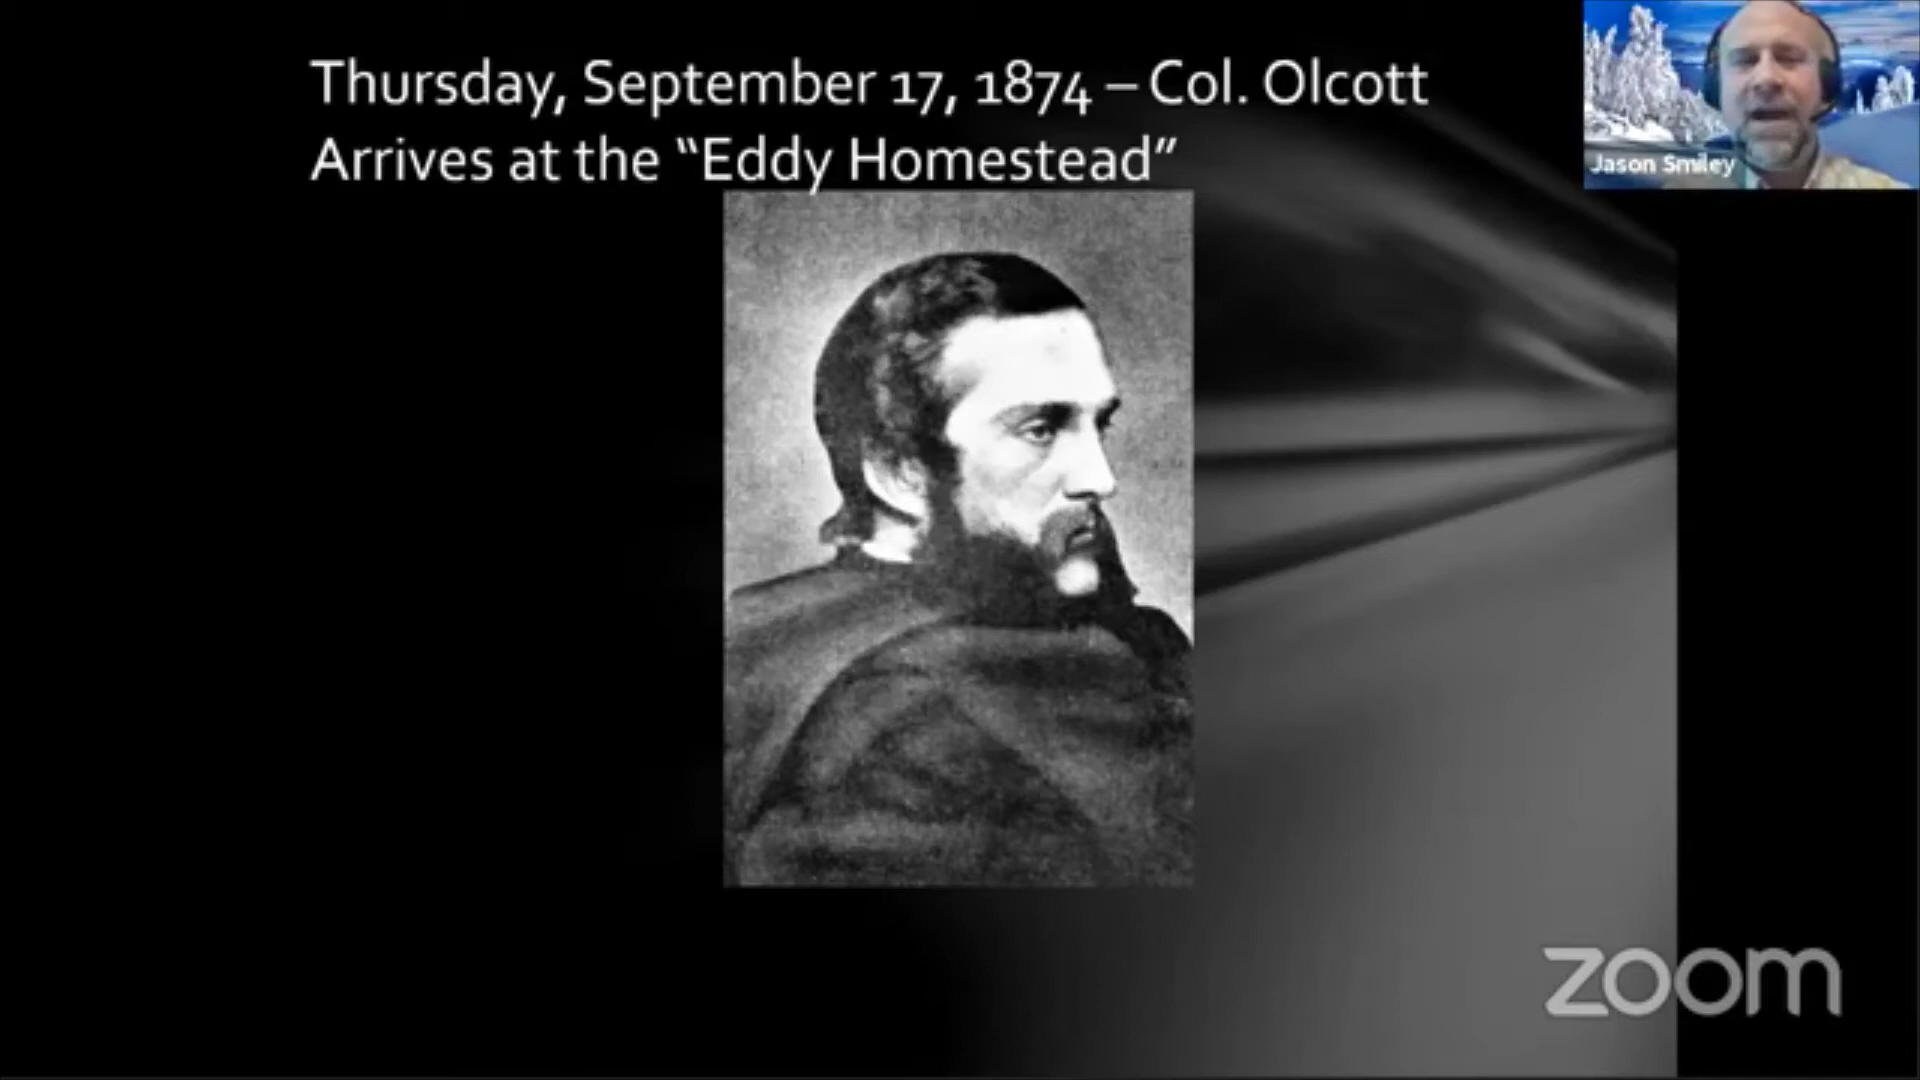 Thursday, September 17, 1874 – Col. Olcott
Arrives at the “Eddy Homestead”
Jason Smiley
zoom